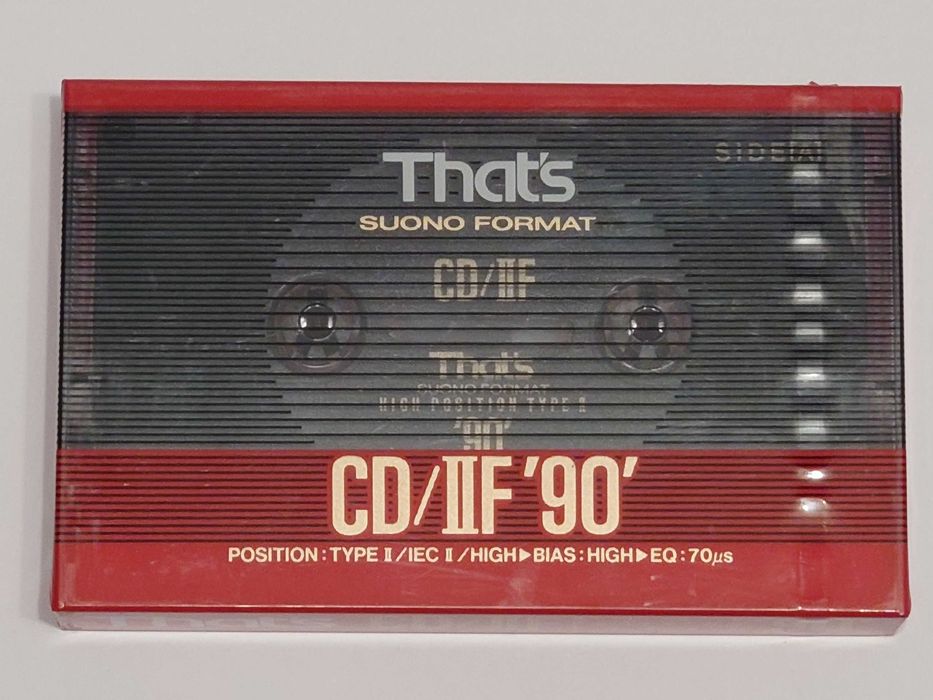 That's
SIDE A
SUONO FORMAT
CD/IIF
That's
SUONO FORMAT
HIGH POSITION TYPE II
'90'
CD/IIF '90'
POSITION : TYPE II / IEC II / HIGH ▶ BIAS : HIGH ▶ EQ : 70μs